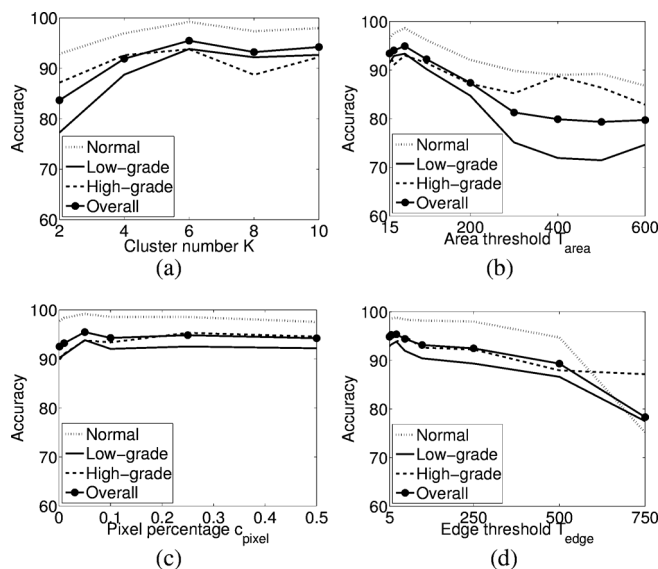 100
90
80
70
60
Accuracy
Normal
Low-grade
High-grade
Overall
2 4 6 8 10
Cluster number K
(a)
100
90
80
70
60
Accuracy
Normal
Low-grade
High-grade
Overall
15 200 400 600
Area threshold T_area
(b)
100
90
80
70
60
Accuracy
Normal
Low-grade
High-grade
Overall
0 0.1 0.2 0.3 0.4 0.5
Pixel percentage c_pixel
(c)
100
90
80
70
60
Accuracy
Normal
Low-grade
High-grade
Overall
5 250 500 750
Edge threshold T_edge
(d)